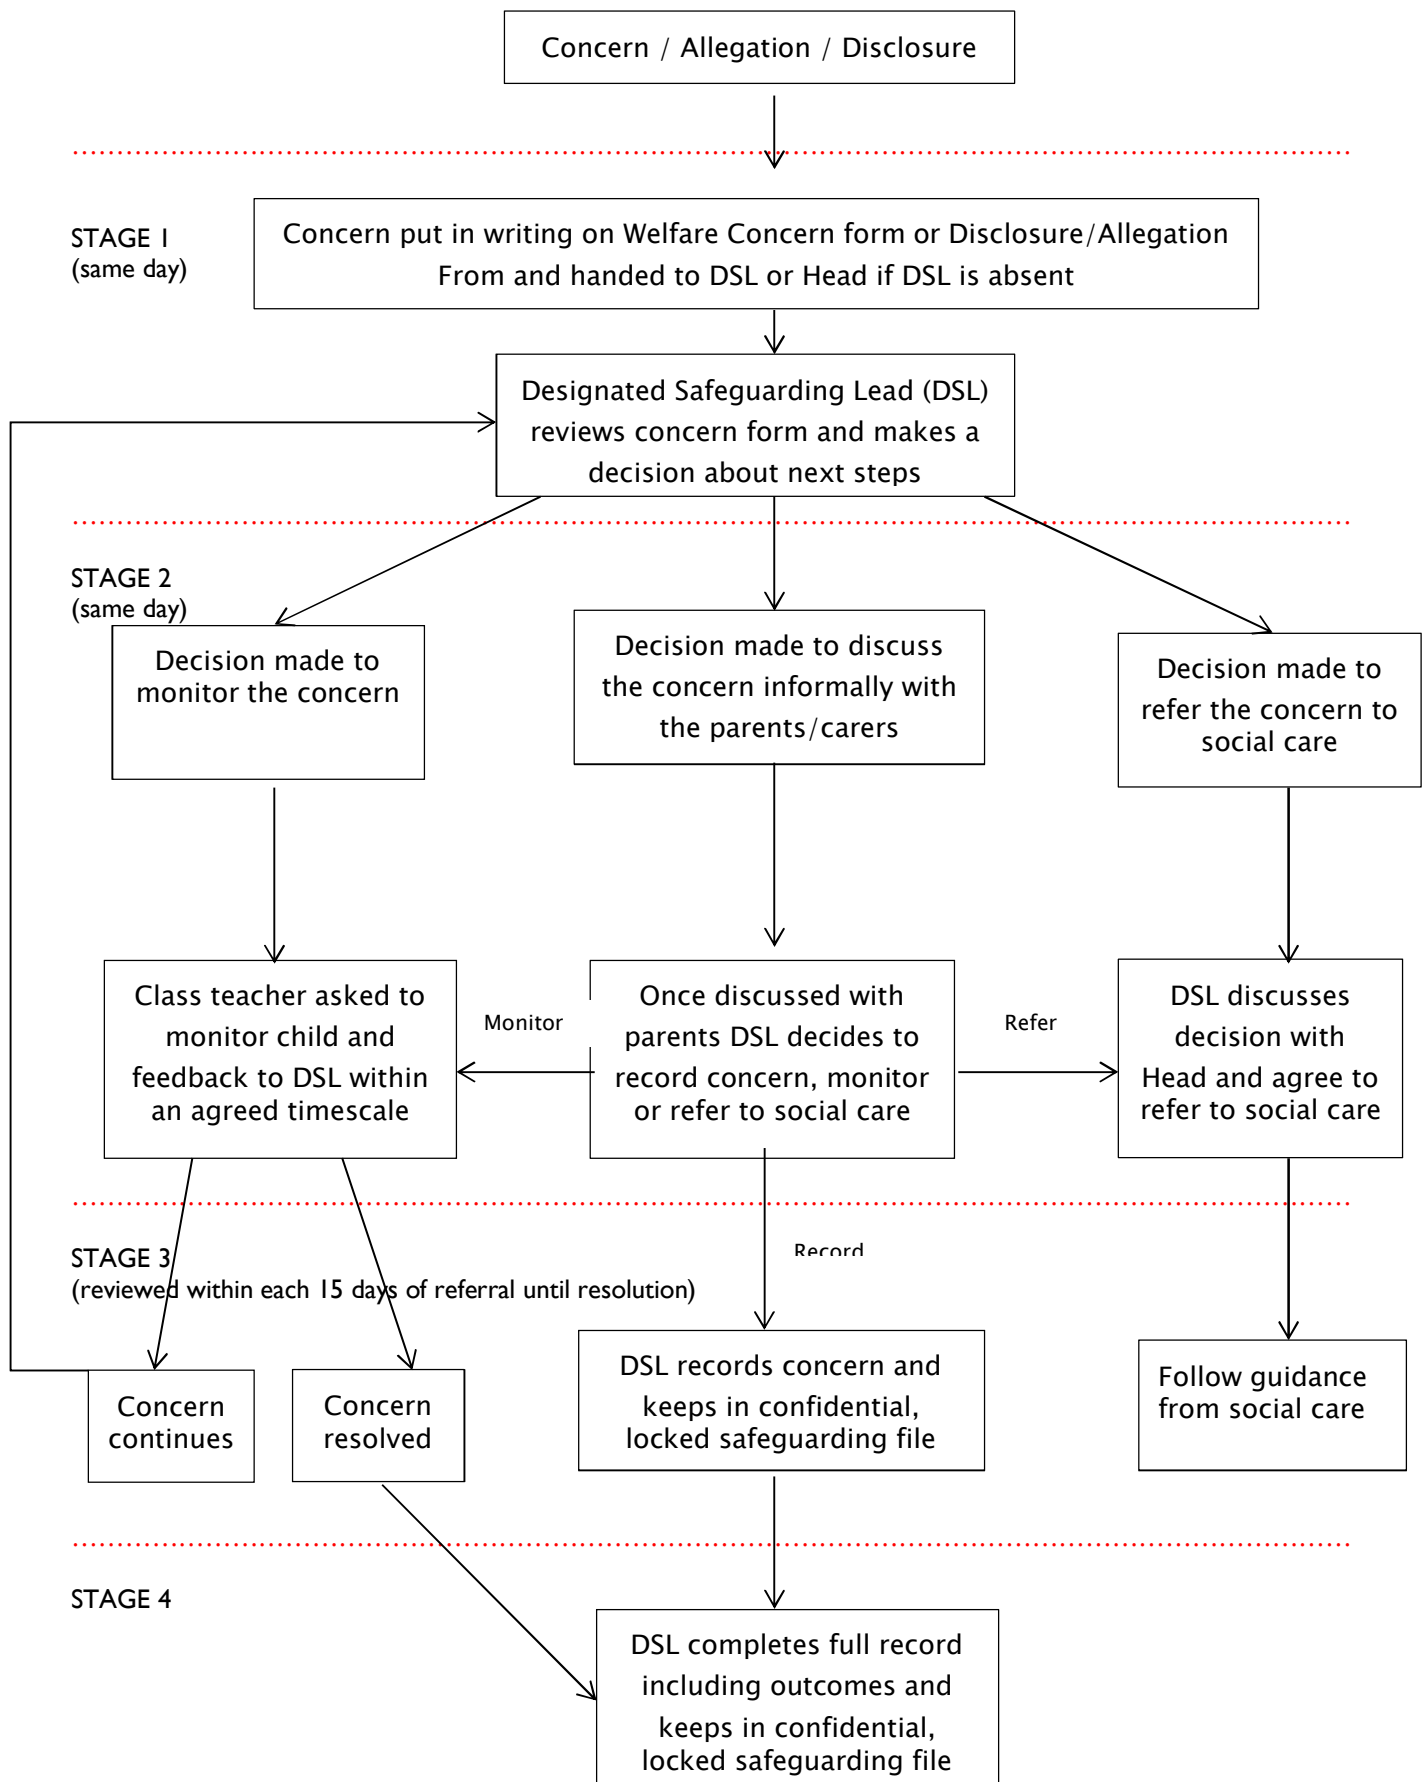 Concern / Allegation / Disclosure
STAGE 1
(same day)
Concern put in writing on Welfare Concern form or Disclosure/Allegation
From and handed to DSL or Head if DSL is absent
Designated Safeguarding Lead (DSL)
reviews concern form and makes a
decision about next steps
STAGE 2
(same day)
Decision made to
monitor the concern
Decision made to discuss
the concern informally with
the parents/carers
Decision made to
refer the concern to
social care
Class teacher asked to
monitor child and
feedback to DSL within
an agreed timescale
Monitor
Once discussed with
parents DSL decides to
record concern, monitor
or refer to social care
Refer
DSL discusses
decision with
Head and agree to
refer to social care
STAGE 3
(reviewed within each 15 days of referral until resolution)
Record
Concern
continues
Concern
resolved
DSL records concern and
keeps in confidential,
locked safeguarding file
Follow guidance
from social care
STAGE 4
DSL completes full record
including outcomes and
keeps in confidential,
locked safeguarding file